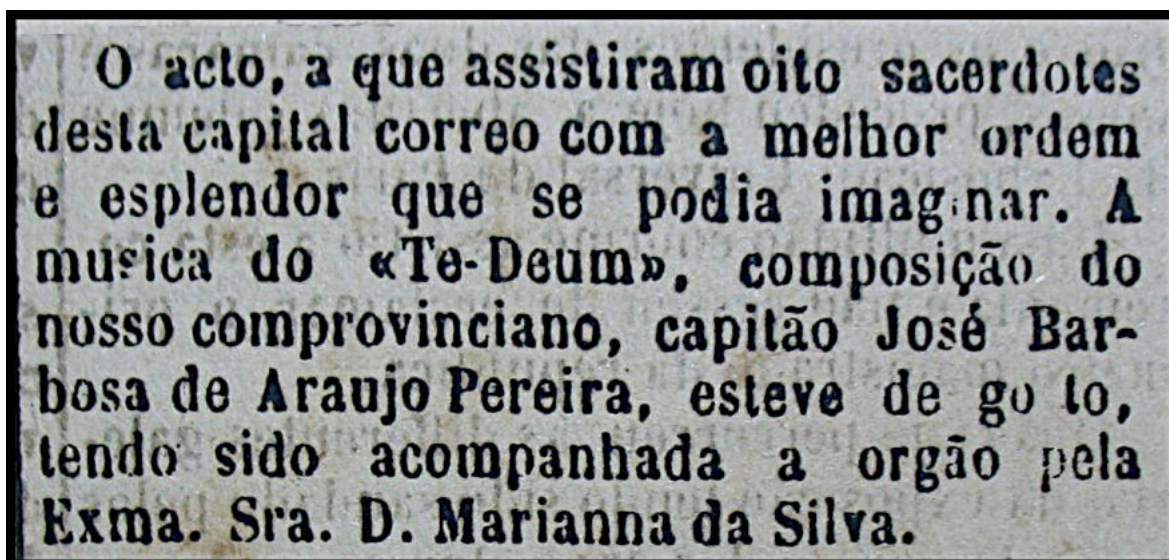 O acto, a que assistiram oito sacerdotes
desta capital correo com a melhor ordem
e esplendor que se podia imaginar. A
musica do «Te-Deum», composição do
nosso comprovinciano, capitão José Bar-
bosa de Araujo Pereira, esteve de go to,
tendo sido acompanhada a orgão pela
Exma. Sra. D. Marianna da Silva.